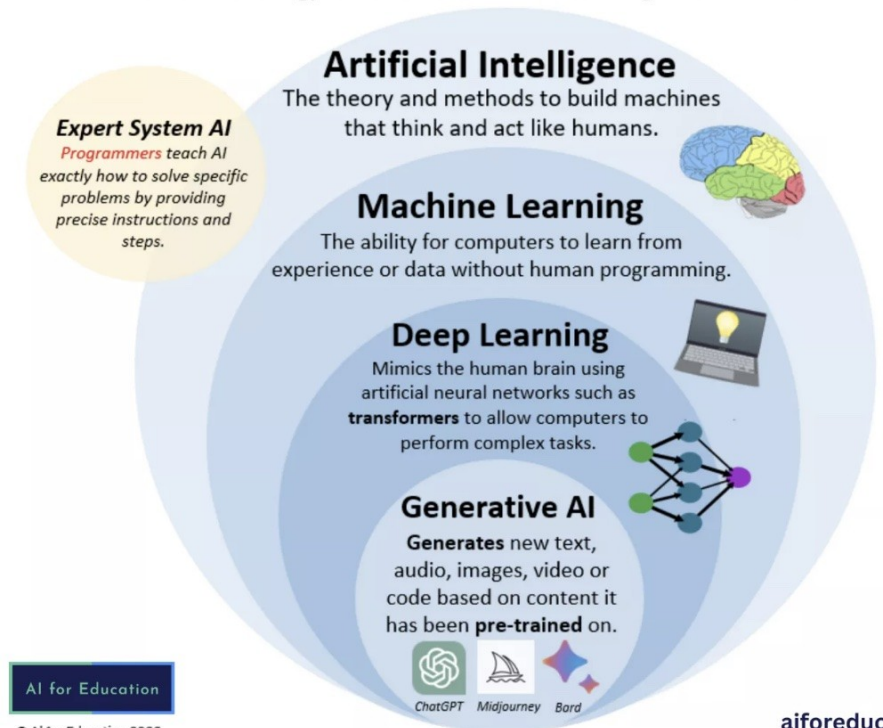 Artificial Intelligence
The theory and methods to build machines
that think and act like humans.
Expert System AI
Programmers teach AI
exactly how to solve specific
problems by providing
precise instructions and
steps.
Machine Learning
The ability for computers to learn from
experience or data without human programming.
Deep Learning
Mimics the human brain using
artificial neural networks such as
transformers to allow computers to
perform complex tasks.
Generative AI
Generates new text,
audio, images, video or
code based on content it
has been pre-trained on.
ChatGPT Midjourney Bard
AI for Education
aiforeduc